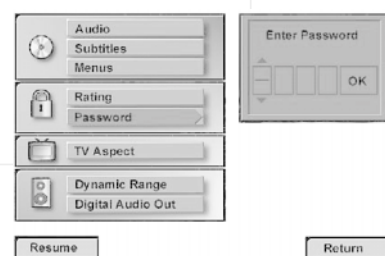 Audio
Subtitles
Menus
Rating
Password
TV Aspect
Dynamic Range
Digital Audio Out
Enter Password
OK
Resume
Return